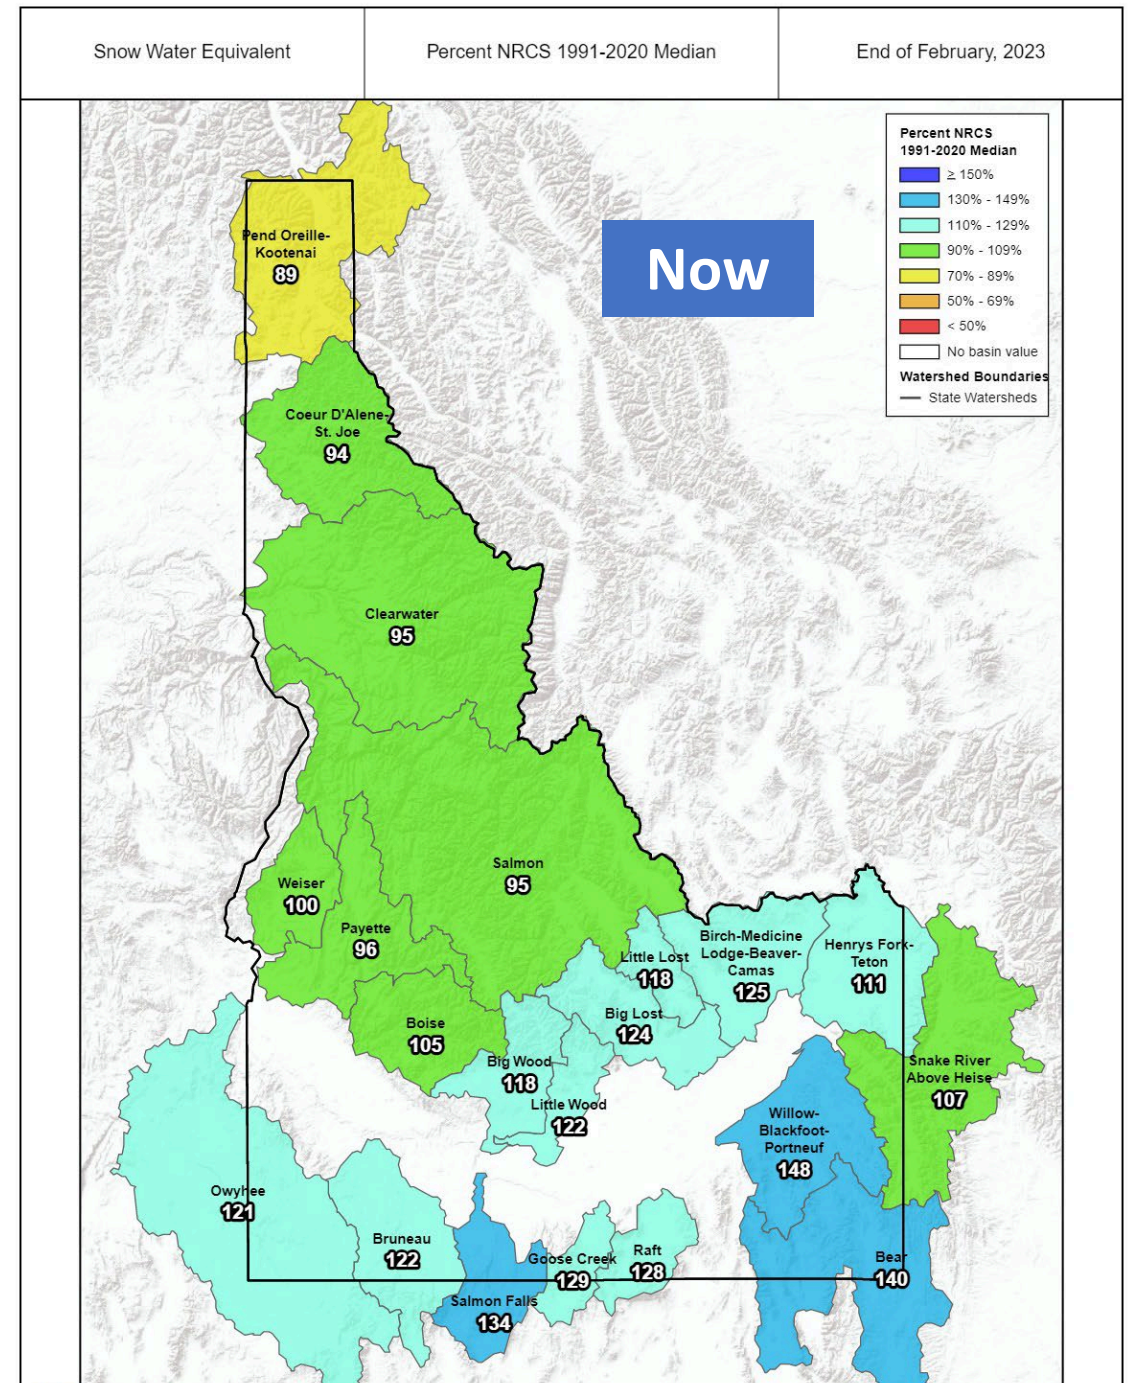 Snow Water Equivalent
Percent NRCS 1991-2020 Median
End of February, 2023
Percent NRCS
1991-2020 Median
≥ 150%
130% - 149%
110% - 129%
90% - 109%
70% - 89%
50% - 69%
< 50%
No basin value
Watershed Boundaries
State Watersheds
Now
Pend Oreille-
Kootenai
89
Coeur D'Alene-
St. Joe
94
Clearwater
95
Salmon
95
Weiser
100
Payette
96
Boise
105
Little Lost
118
Birch-Medicine
Lodge-Beaver-
Camas
125
Henrys Fork-
Teton
111
Big Lost
124
Big Wood
118
Little Wood
122
Snake River
Above Heise
107
Willow-
Blackfoot-
Portneuf
148
Owyhee
121
Bruneau
122
Salmon Falls
134
Goose Creek
129
Raft
128
Bear
140